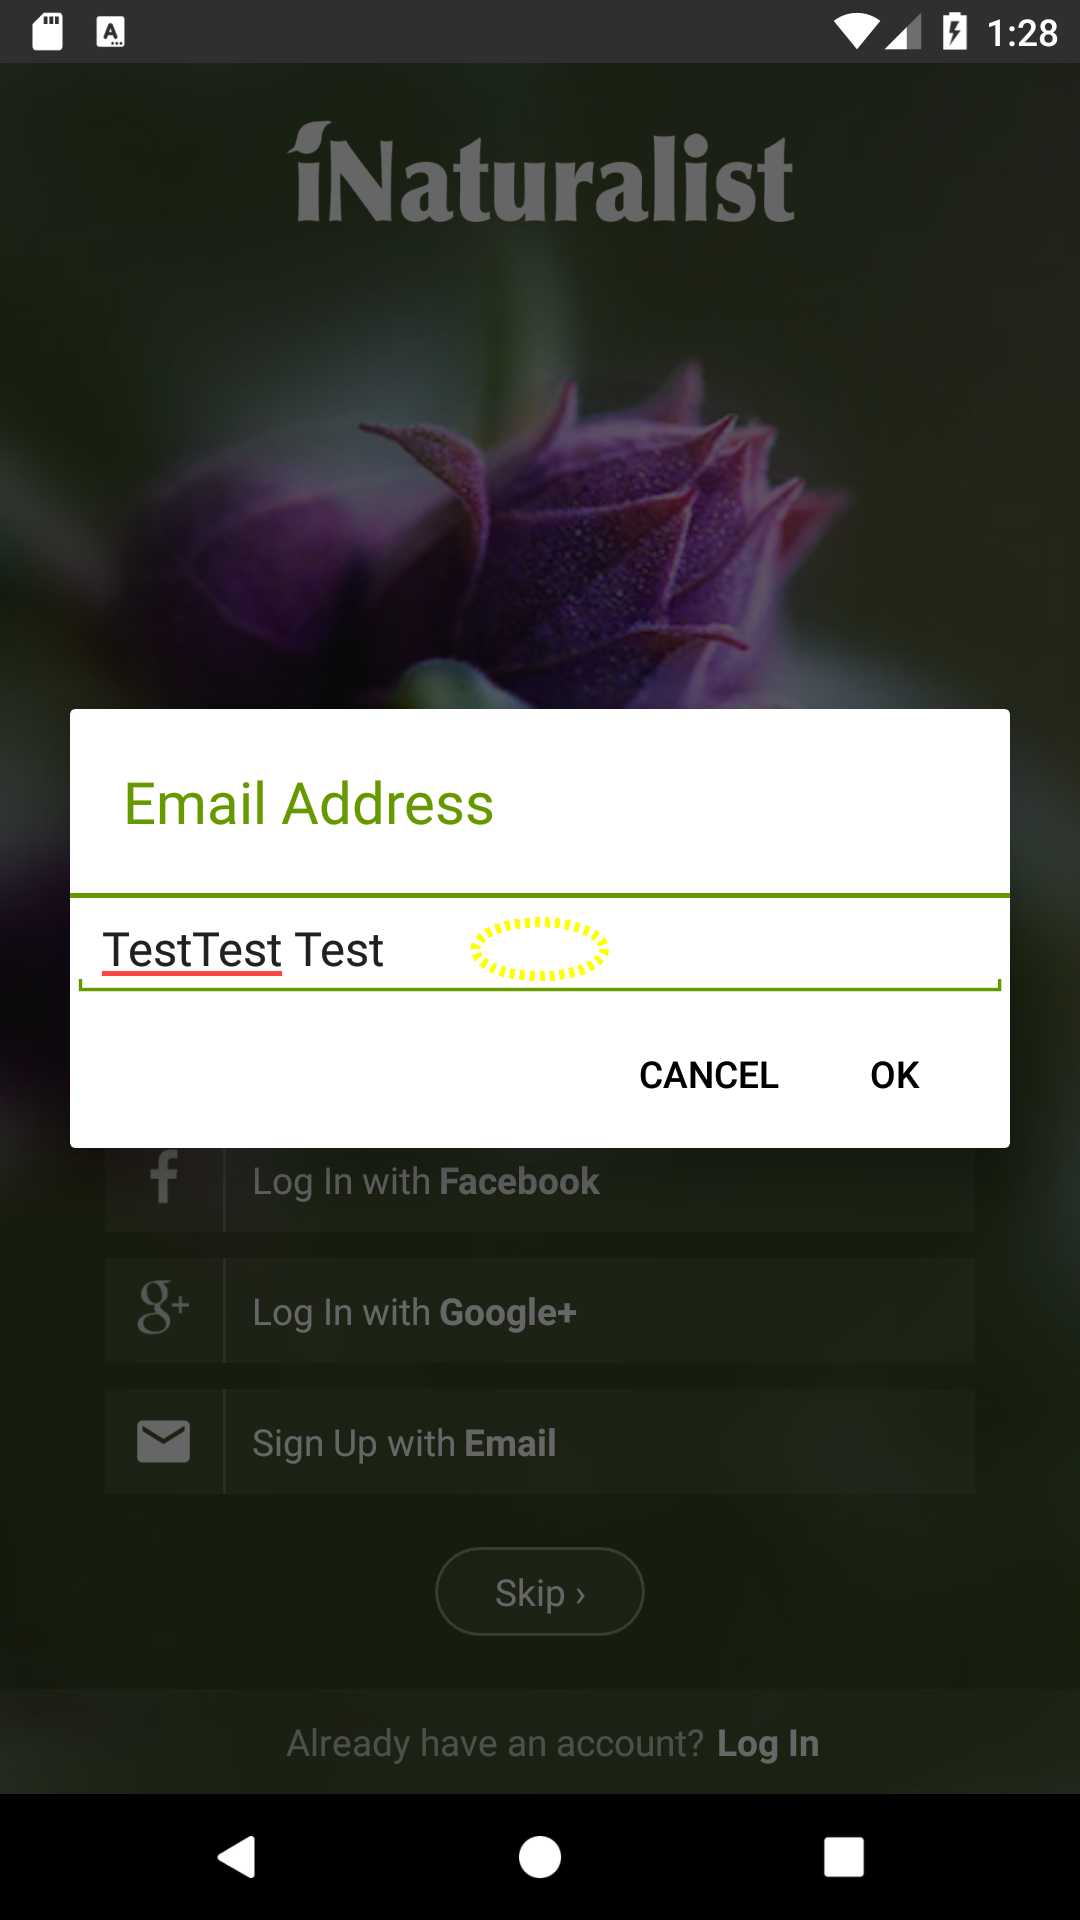 1:28
iNaturalist
Email Address
TestTest Test
CANCEL OK
Log In with Facebook
g+ Log In with Google+
Sign Up with Email
Skip ›
Already have an account? Log In